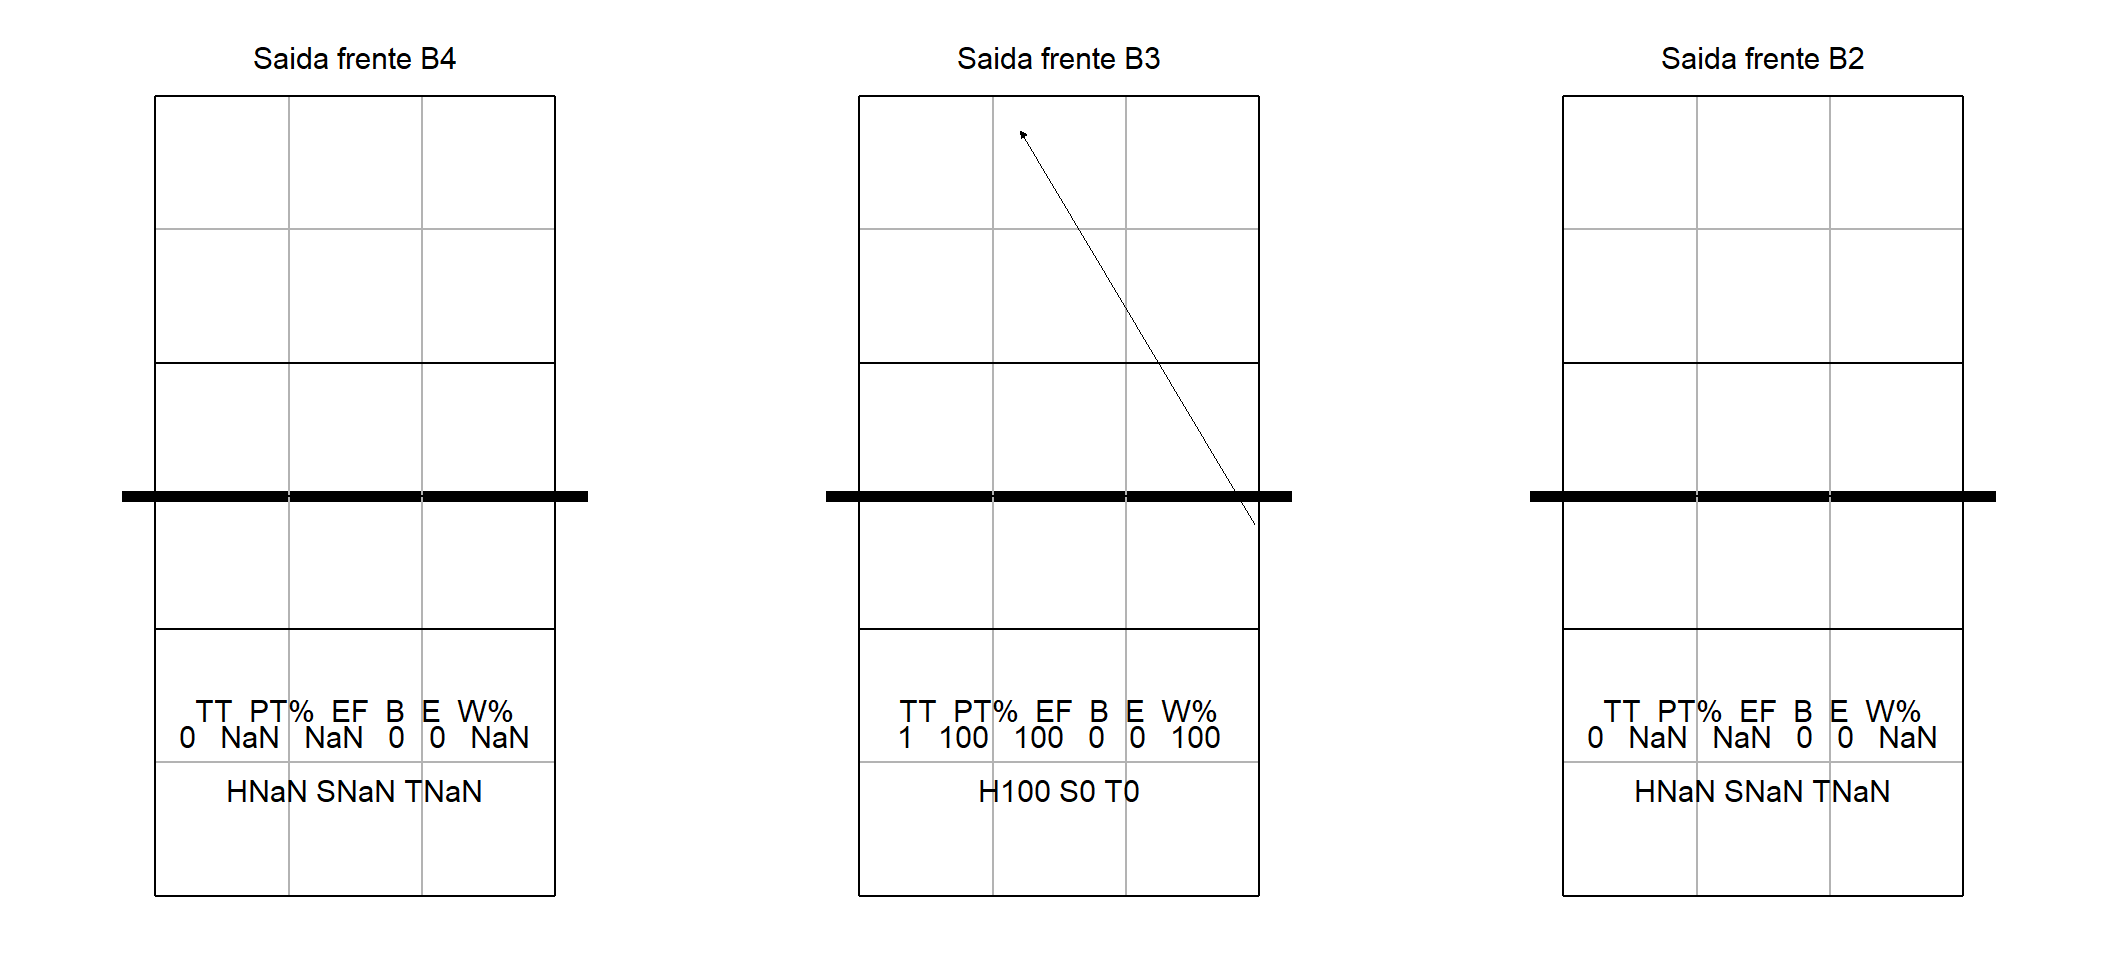 Saida frente B4
TT PT% EF B E W%
0 NaN NaN 0 0 NaN
HNaN SNaN TNaN
Saida frente B3
TT PT% EF B E W%
1 100 100 0 0 100
H100 S0 T0
Saida frente B2
TT PT% EF B E W%
0 NaN NaN 0 0 NaN
HNaN SNaN TNaN